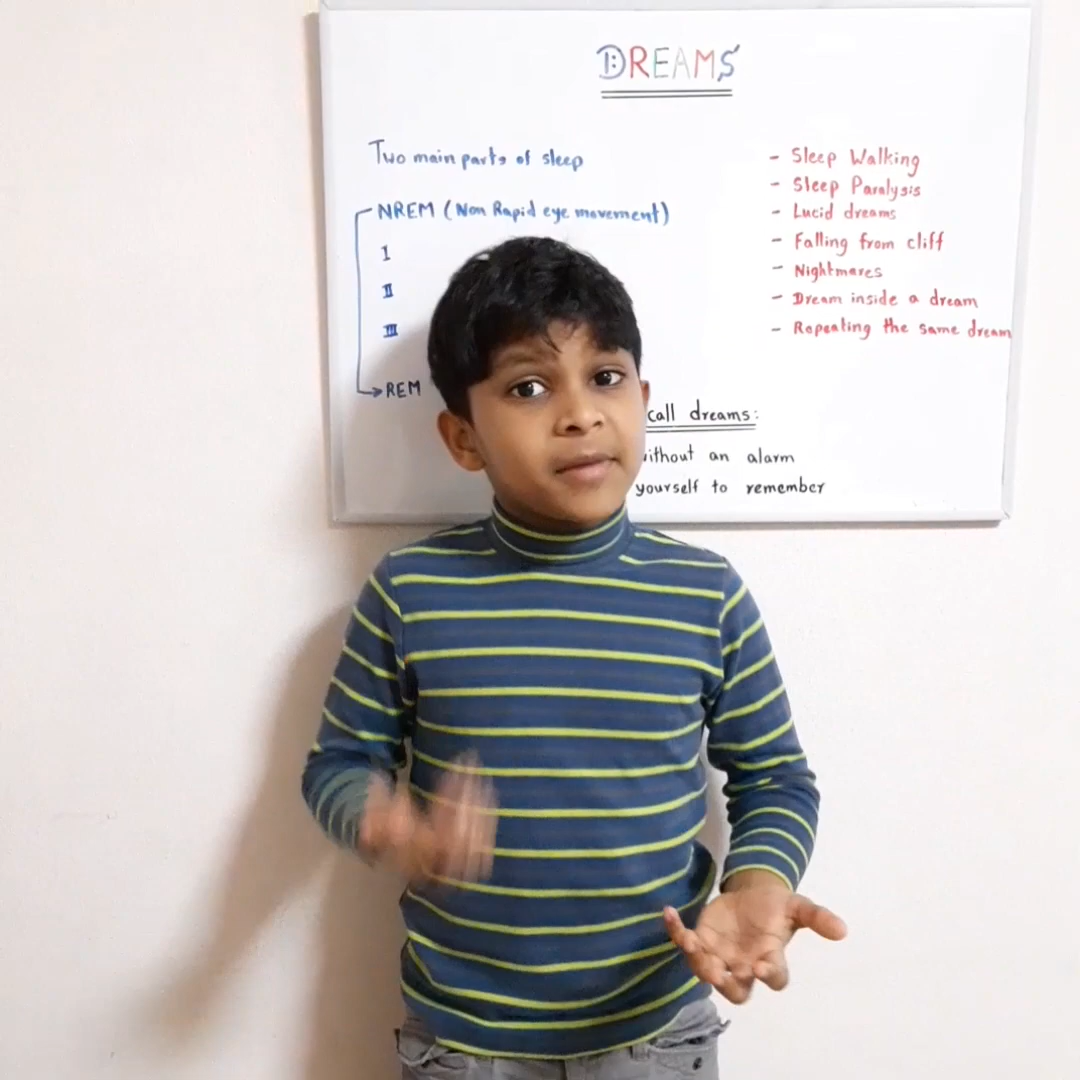 DREAMS
Two main parts of sleep
NREM (Non Rapid eye movement)
I
II
III
REM
- Sleep Walking
- Sleep Paralysis
- Lucid dreams
- Falling from cliff
- Nightmares
- Dream inside a dream
- Repeating the same dream
call dreams:
ithout an alarm
yourself to remember